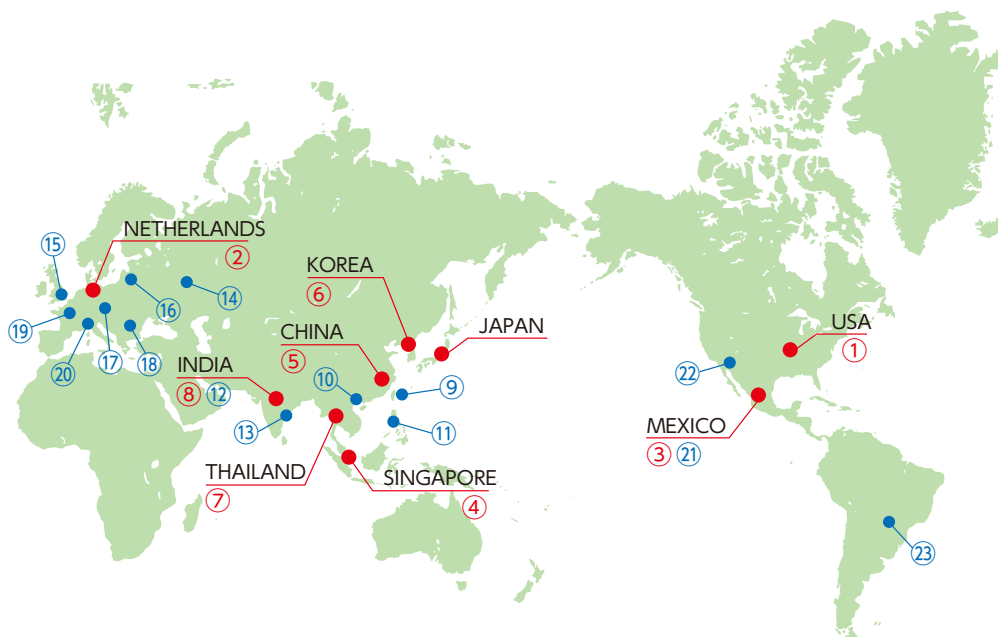 NETHERLANDS
②
⑮
⑯
⑭
⑲
⑳
⑰
⑱
KOREA
⑥
JAPAN
CHINA
⑤
INDIA
⑧ ⑫
⑩
⑨
⑬
⑪
THAILAND
⑦
SINGAPORE
④
USA
①
㉒
MEXICO
③ ㉑
㉓